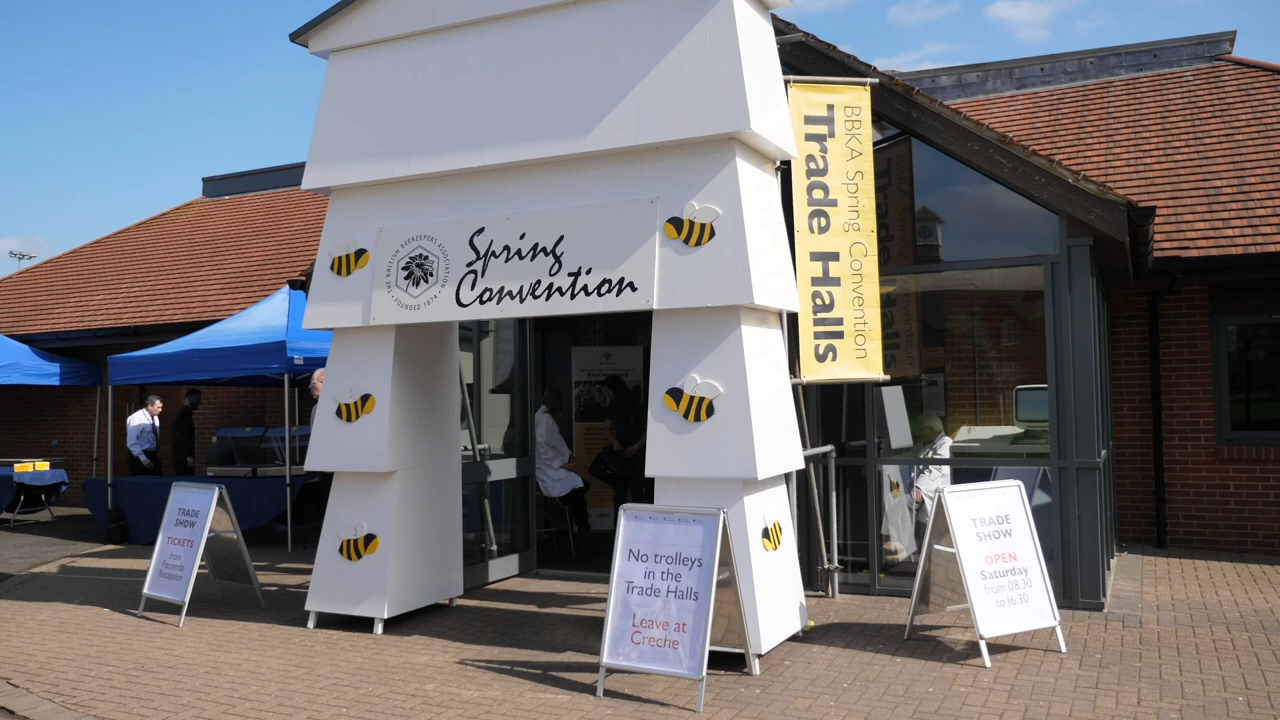 THE BRITISH BEEKEEPERS ASSOCIATION
• FOUNDED 1874 •
Spring
Convention
BBKA Spring Convention
Trade Halls
TRADE
SHOW
TICKETS
from
Reception
No trolleys
in the
Trade Halls
Leave at
Creche
TRADE
SHOW
OPEN
Saturday
from 08.30
to 16.30